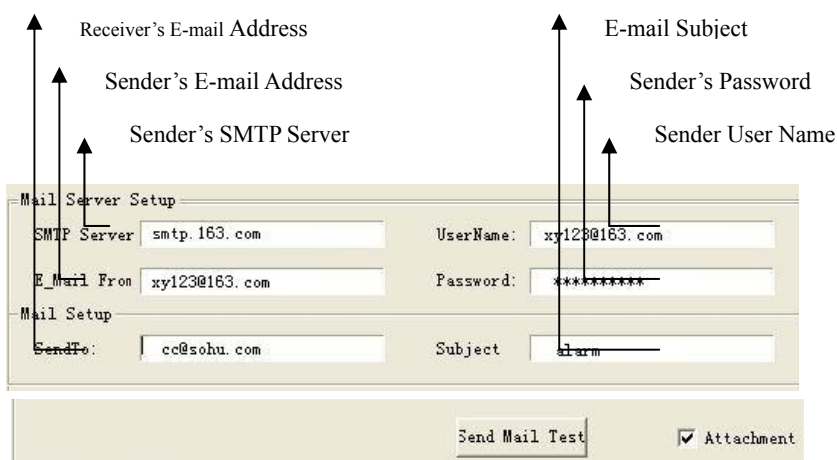 Receiver's E-mail Address E-mail Subject
Sender's E-mail Address Sender's Password
Sender's SMTP Server Sender User Name
Mail Server Setup
SMTP Server smtp.163.com UserName: xy123@163.com
E_Mail From xy123@163.com Password: **********
Mail Setup
SendTo: cc@sohu.com Subject alarm
Send Mail Test Attachment